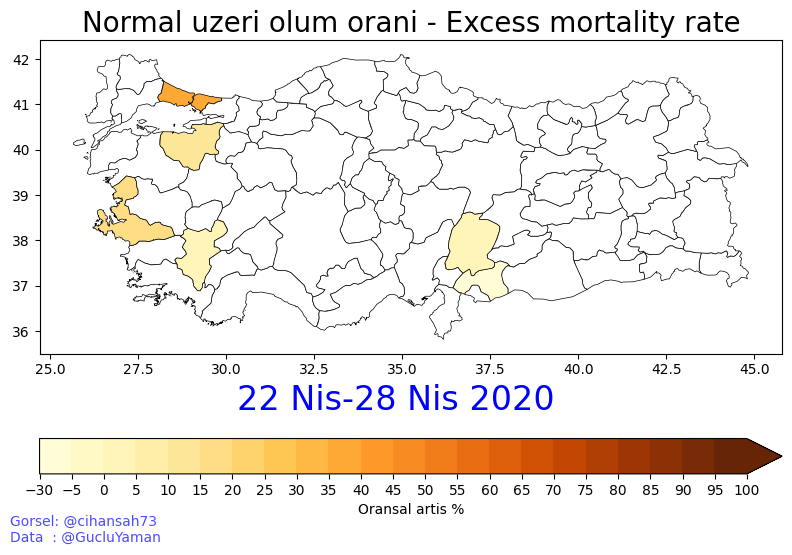 Normal uzeri olum orani - Excess mortality rate
42
41
40
39
38
37
36
25.0 27.5 30.0 32.5 35.0 37.5 40.0 42.5 45.0
22 Nis-28 Nis 2020
−30 −5 0 5 10 15 20 25 30 35 40 45 50 55 60 65 70 75 80 85 90 95 100
Oransal artis %
Gorsel: @cihansah73
Data : @GucluYaman